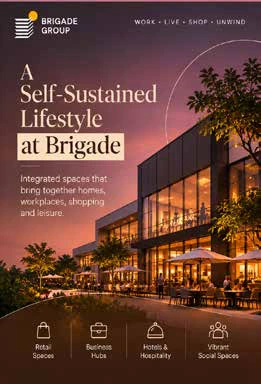 BRIGADE
GROUP
WORK • LIVE • SHOP • UNWIND
A
Self-Sustained
Lifestyle
at Brigade
Integrated spaces that
bring together homes,
workplaces, shopping
and leisure.
Retail
Spaces
Business
Hubs
Hotels &
Hospitality
Vibrant
Social Spaces